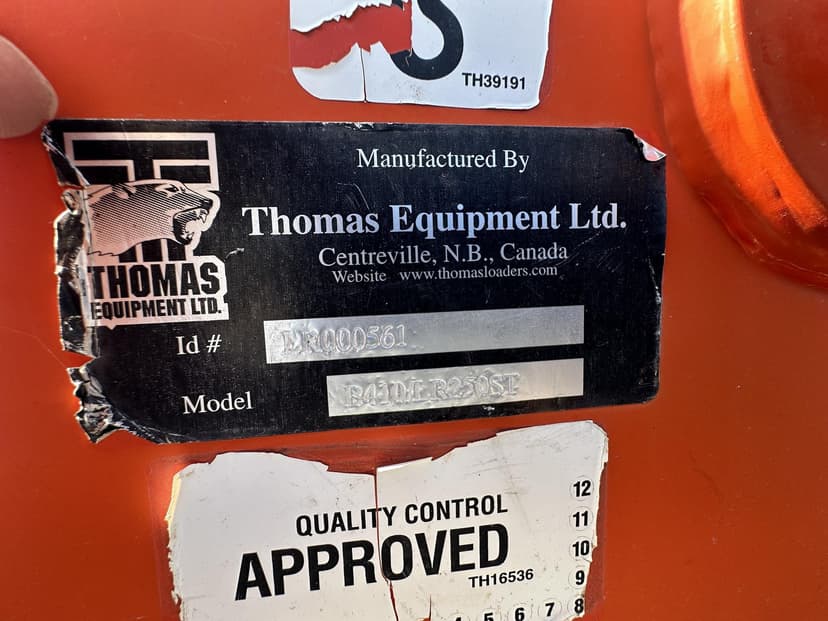 S
TH39191
Manufactured By
Thomas Equipment Ltd.
Centreville, N.B., Canada
Website www.thomasloaders.com
THOMAS
EQUIPMENT LTD.
Id #
Model
QUALITY CONTROL
APPROVED
TH16536
12
11
10
9
4 5 6 7 8